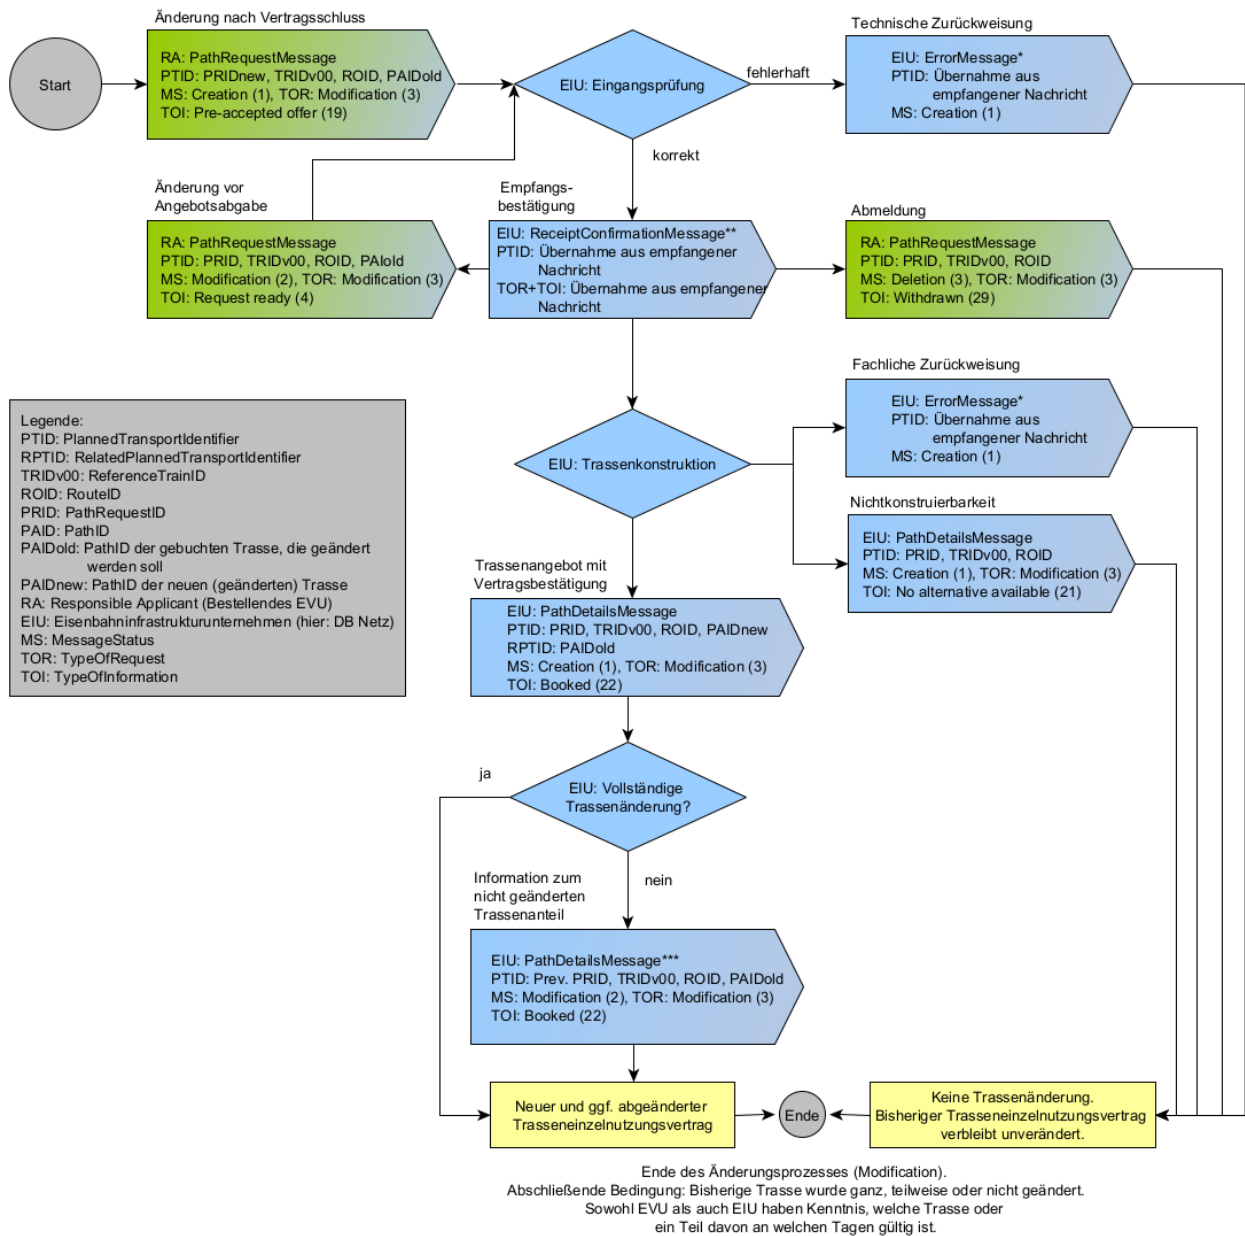 Änderung nach Vertragsschluss
Start
RA: PathRequestMessage
PTID: PRIDnew, TRIDv00, ROID, PAIDold
MS: Creation (1), TOR: Modification (3)
TOI: Pre-accepted offer (19)
EIU: Eingangsprüfung
fehlerhaft
korrekt
Technische Zurückweisung
EIU: ErrorMessage*
PTID: Übernahme aus
empfangener Nachricht
MS: Creation (1)
Änderung vor
Angebotsabgabe
RA: PathRequestMessage
PTID: PRID, TRIDv00, ROID, PAIold
MS: Modification (2), TOR: Modification (3)
TOI: Request ready (4)
Empfangs-
bestätigung
EIU: ReceiptConfirmationMessage**
PTID: Übernahme aus empfangener
Nachricht
TOR+TOI: Übernahme aus empfangener
Nachricht
Abmeldung
RA: PathRequestMessage
PTID: PRID, TRIDv00, ROID
MS: Deletion (3), TOR: Modification (3)
TOI: Withdrawn (29)
Fachliche Zurückweisung
EIU: ErrorMessage*
PTID: Übernahme aus
empfangener Nachricht
MS: Creation (1)
EIU: Trassenkonstruktion
Nichtkonstruierbarkeit
EIU: PathDetailsMessage
PTID: PRID, TRIDv00, ROID
MS: Creation (1), TOR: Modification (3)
TOI: No alternative available (21)
Legende:
PTID: PlannedTransportIdentifier
RPTID: RelatedPlannedTransportIdentifier
TRIDv00: ReferenceTrainID
ROID: RouteID
PRID: PathRequestID
PAID: PathID
PAIDold: PathID der gebuchten Trasse, die geändert
werden soll
PAIDnew: PathID der neuen (geänderten) Trasse
RA: Responsible Applicant (Bestellendes EVU)
EIU: Eisenbahninfrastrukturunternehmen (hier: DB Netz)
MS: MessageStatus
TOR: TypeOfRequest
TOI: TypeOfInformation
Trassenangebot mit
Vertragsbestätigung
EIU: PathDetailsMessage
PTID: PRID, TRIDv00, ROID, PAIDnew
RPTID: PAIDold
MS: Creation (1), TOR: Modification (3)
TOI: Booked (22)
ja
EIU: Vollständige
Trassenänderung?
nein
Information zum
nicht geänderten
Trassenanteil
EIU: PathDetailsMessage***
PTID: Prev. PRID, TRIDv00, ROID, PAIDold
MS: Modification (2), TOR: Modification (3)
TOI: Booked (22)
Neuer und ggf. abgeänderter
Trasseneinzelnutzungsvertrag
Ende
Keine Trassenänderung.
Bisheriger Trasseneinzelnutzungsvertrag
verbleibt unverändert.
Ende des Änderungsprozesses (Modification).
Abschließende Bedingung: Bisherige Trasse wurde ganz, teilweise oder nicht geändert.
Sowohl EVU als auch EIU haben Kenntnis, welche Trasse oder
ein Teil davon an welchen Tagen gültig ist.